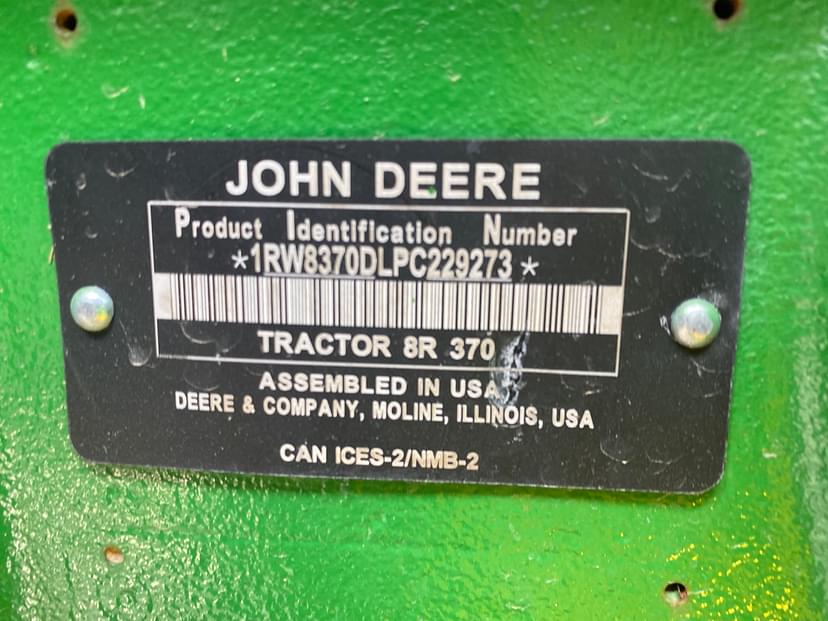 JOHN DEERE
Product Identification Number
*1RW8370DLPC229273*
TRACTOR 8R 370
ASSEMBLED IN USA
DEERE & COMPANY, MOLINE, ILLINOIS, USA
CAN ICES-2/NMB-2